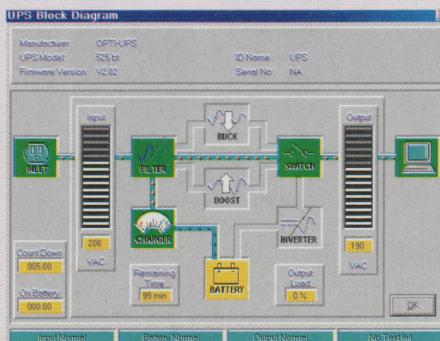 UPS Block Diagram
Manufacturer: OPTI-UPS
UPS Model: 525 bt
Firmware Version: V2.02
ID Name: UPS
Serial No: NA
Input
Output
BUCK
INLET
FILTER
SWITCH
BOOST
CHARGER
INVERTER
206
VAC
190
VAC
Count Down
005:00
On Battery
000:00
Remaining
Time
99 min
BATTERY
Output
Load
0 %
OK
Input Normal
Battery Normal
Output Normal
No Test Init